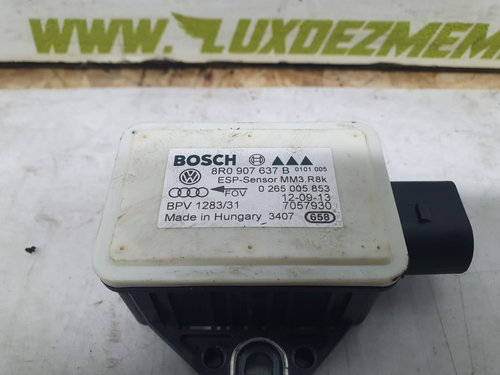 WWW.LUXDEZMEM
BOSCH
8R0 907 637 B 0101 005
ESP-Sensor MM3.R8k
FOV 0 265 005 853
12-09-13
BPV 1283/31 7057930
Made in Hungary 3407 658